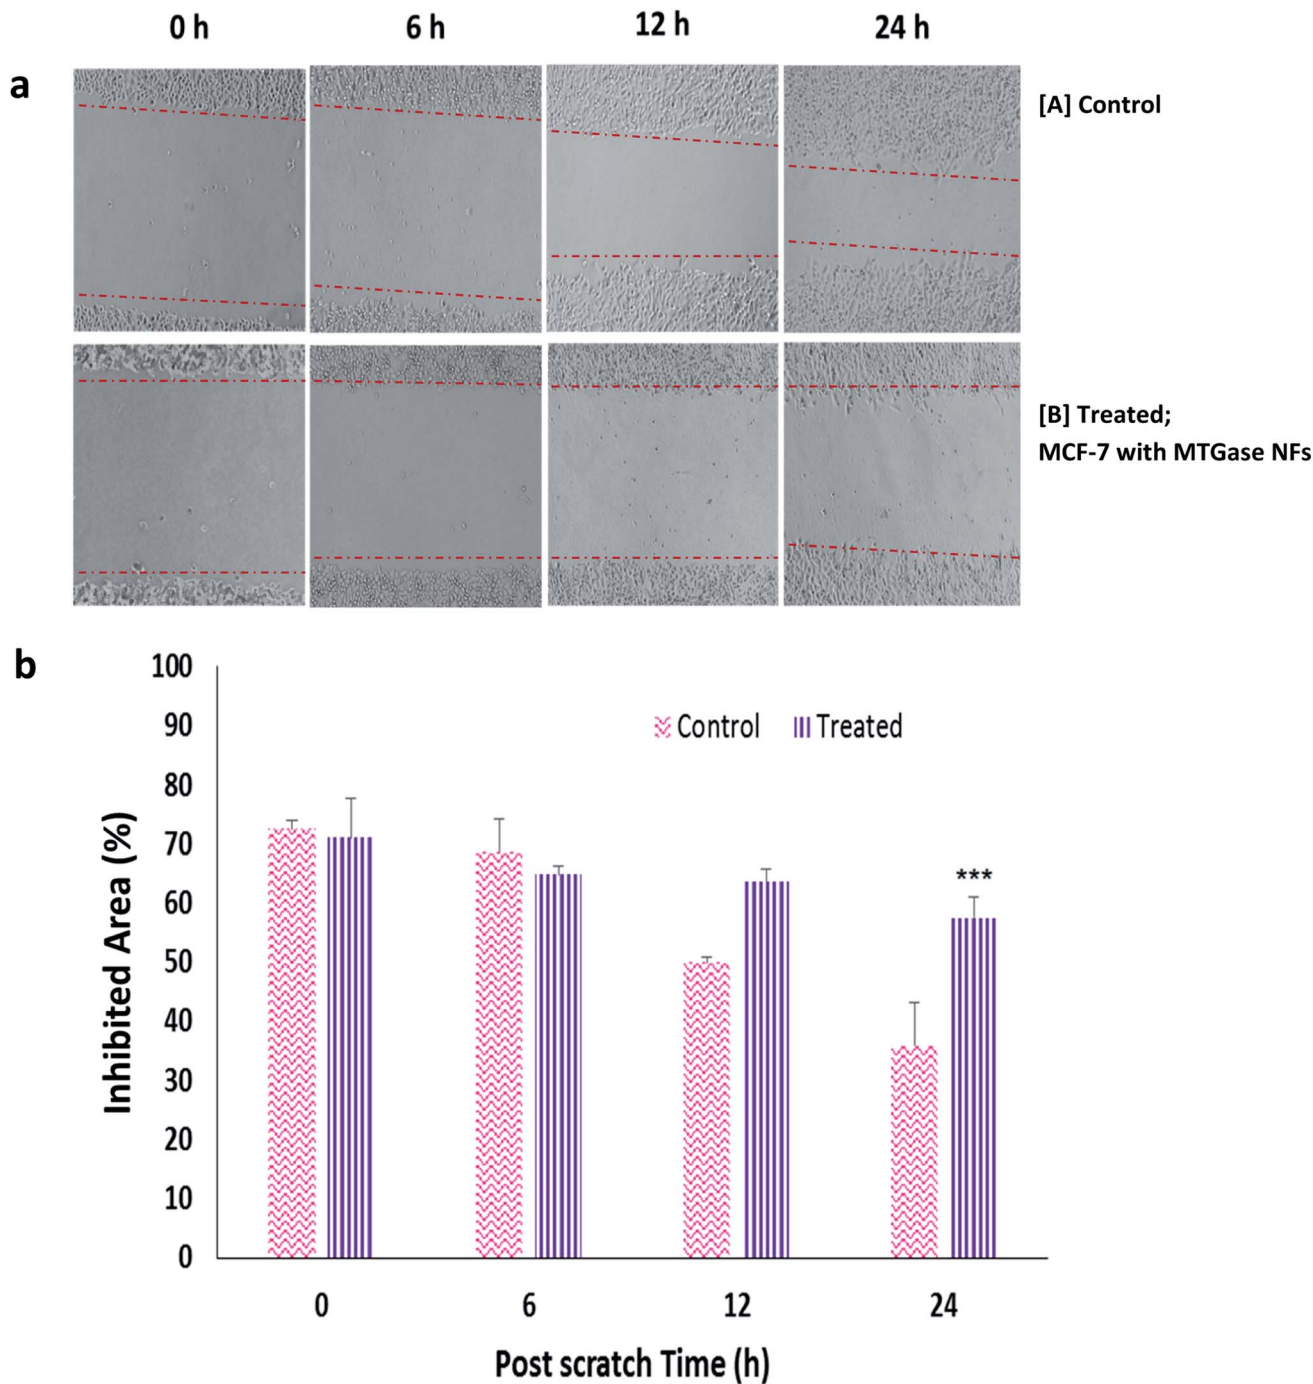 0 h 6 h 12 h 24 h
a
[A] Control
[B] Treated;
MCF-7 with MTGase NFs
b
100
90
80
70
60
50
40
30
20
10
0
Inhibited Area (%)
Control Treated
***
0 6 12 24
Post scratch Time (h)